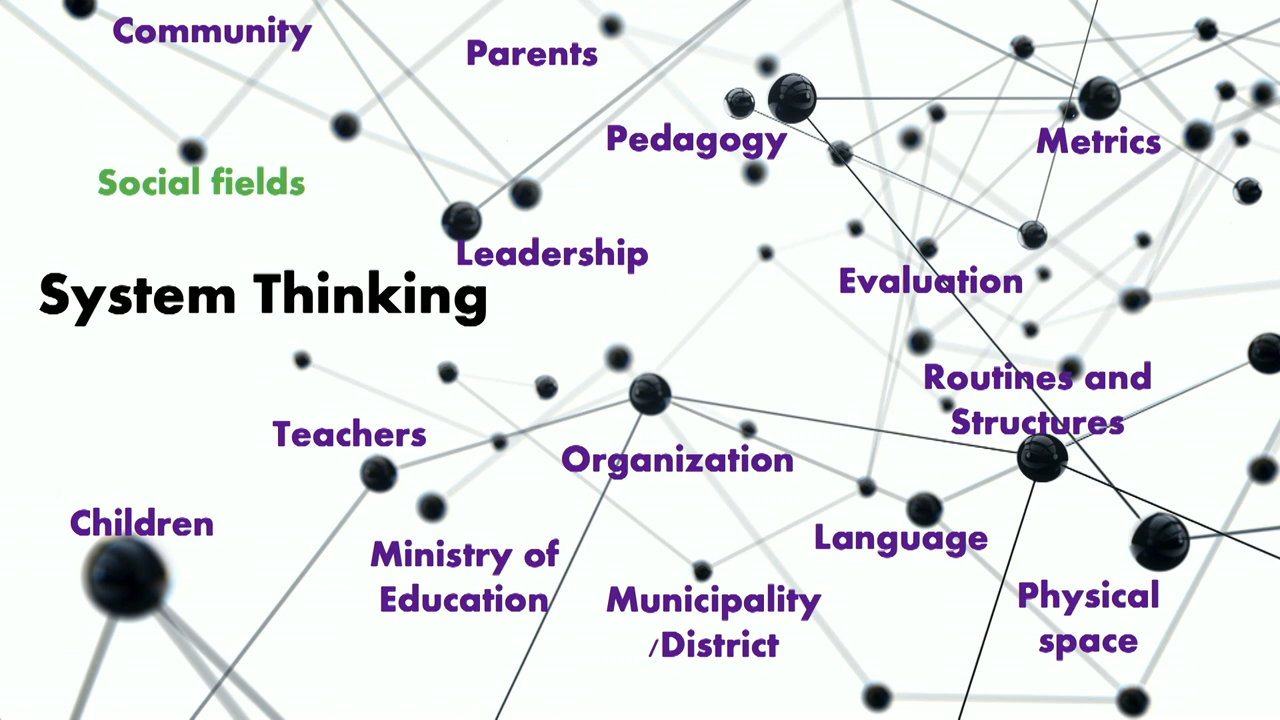 Community
Parents
Pedagogy
Metrics
Social fields
Leadership
System Thinking
Evaluation
Routines and
Structures
Teachers
Organization
Children
Ministry of
Education
Language
Municipality
/District
Physical
space